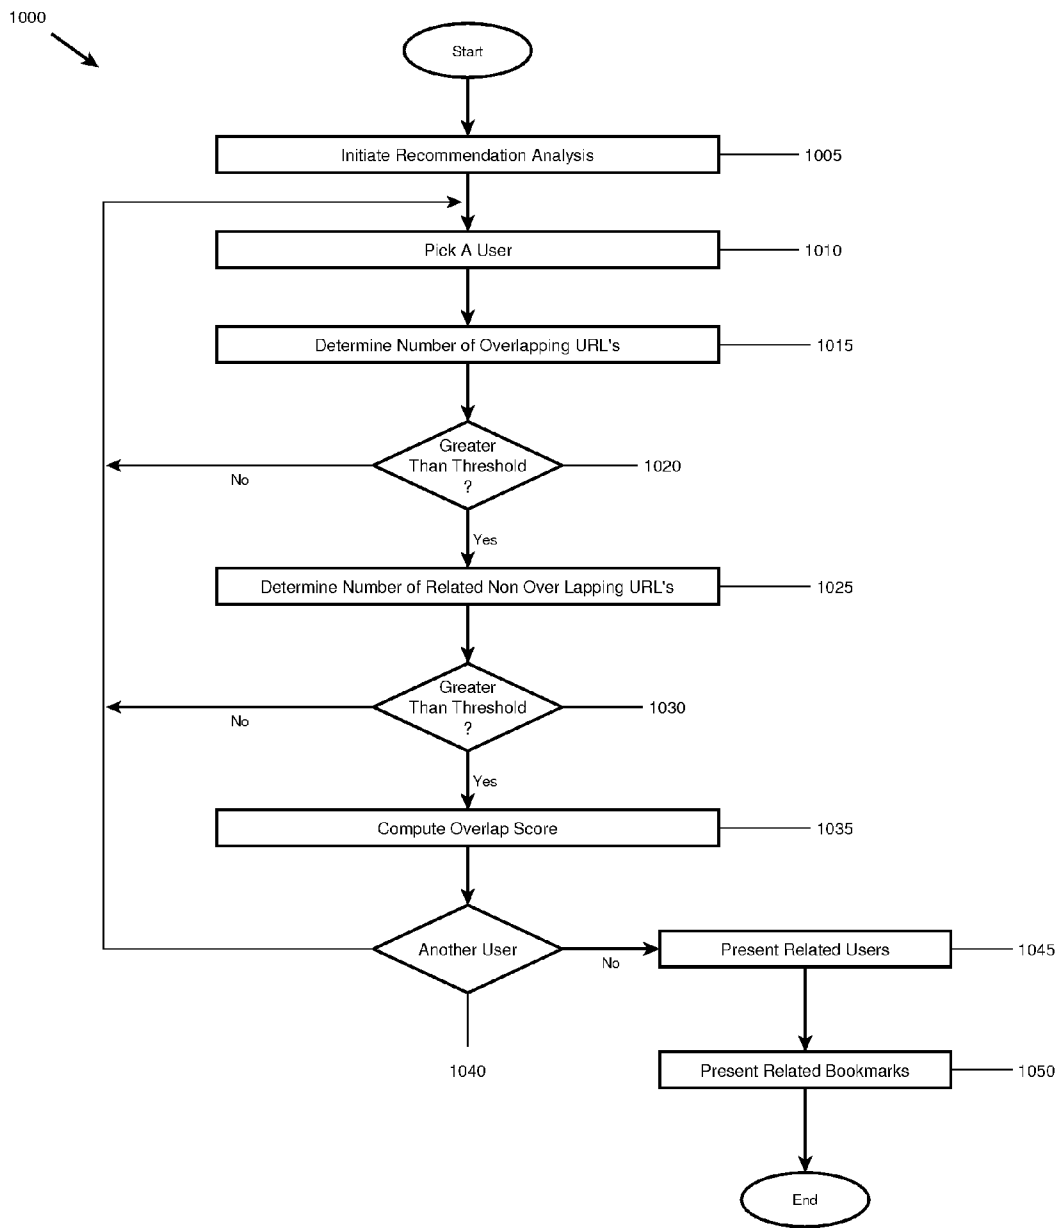 1000
Start
Initiate Recommendation Analysis
1005
Pick A User
1010
Determine Number of Overlapping URL's
1015
Greater
Than Threshold
?
1020
No
Yes
Determine Number of Related Non Over Lapping URL's
1025
Greater
Than Threshold
?
1030
No
Yes
Compute Overlap Score
1035
Another User
No
Present Related Users
1045
1040
Present Related Bookmarks
1050
End